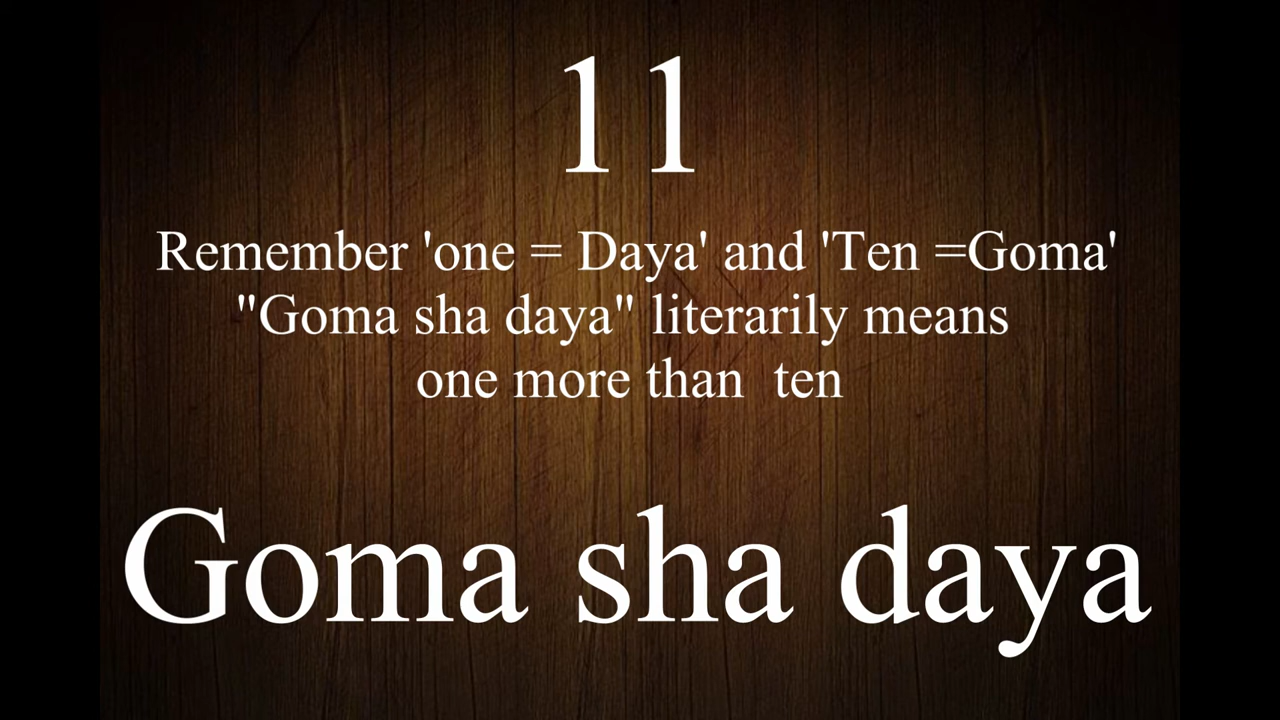 11
Remember 'one = Daya' and 'Ten =Goma'
"Goma sha daya" literarily means
one more than  ten
Goma sha daya